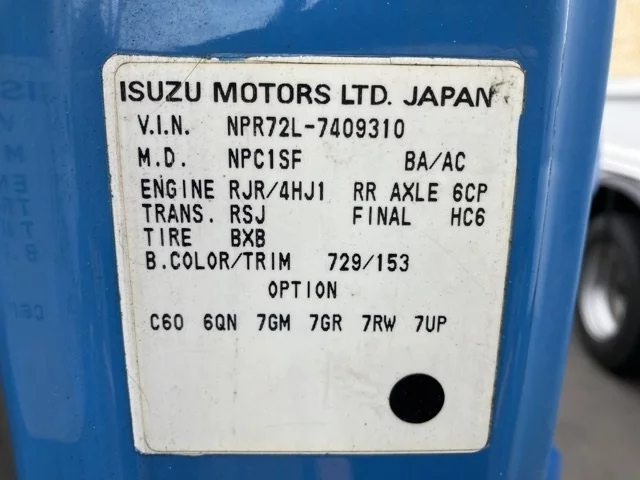 ISUZU MOTORS LTD. JAPAN
V.I.N. NPR72L-7409310
M.D. NPC1SF BA/AC
ENGINE RJR/4HJ1 RR AXLE 6CP
TRANS. RSJ FINAL HC6
TIRE BXB
B.COLOR/TRIM 729/153
OPTION
C60 6QN 7GM 7GR 7RW 7UP